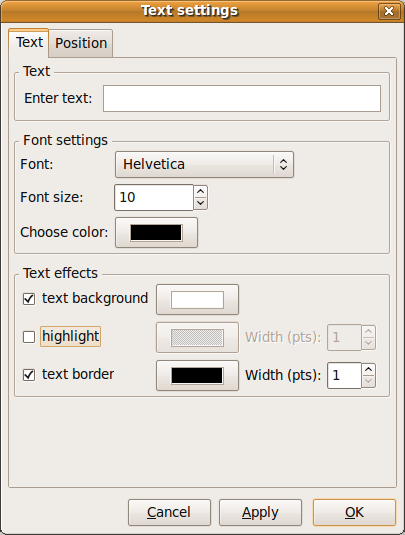 Text settings
Text Position
Text
Enter text:
Font settings
Font: Helvetica
Font size: 10
Choose color:
Text effects
text background
highlight Width (pts): 1
text border Width (pts): 1
Cancel Apply OK